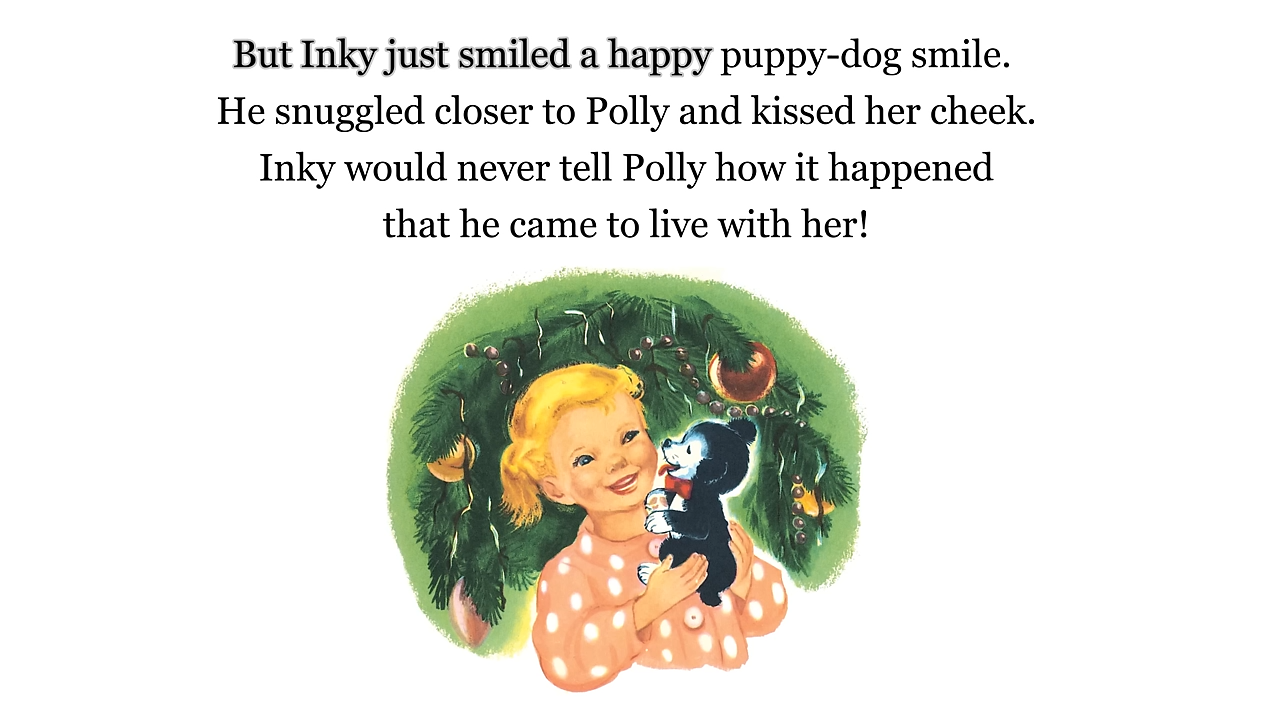 But Inky just smiled a happy puppy-dog smile.
He snuggled closer to Polly and kissed her cheek.
Inky would never tell Polly how it happened
that he came to live with her!